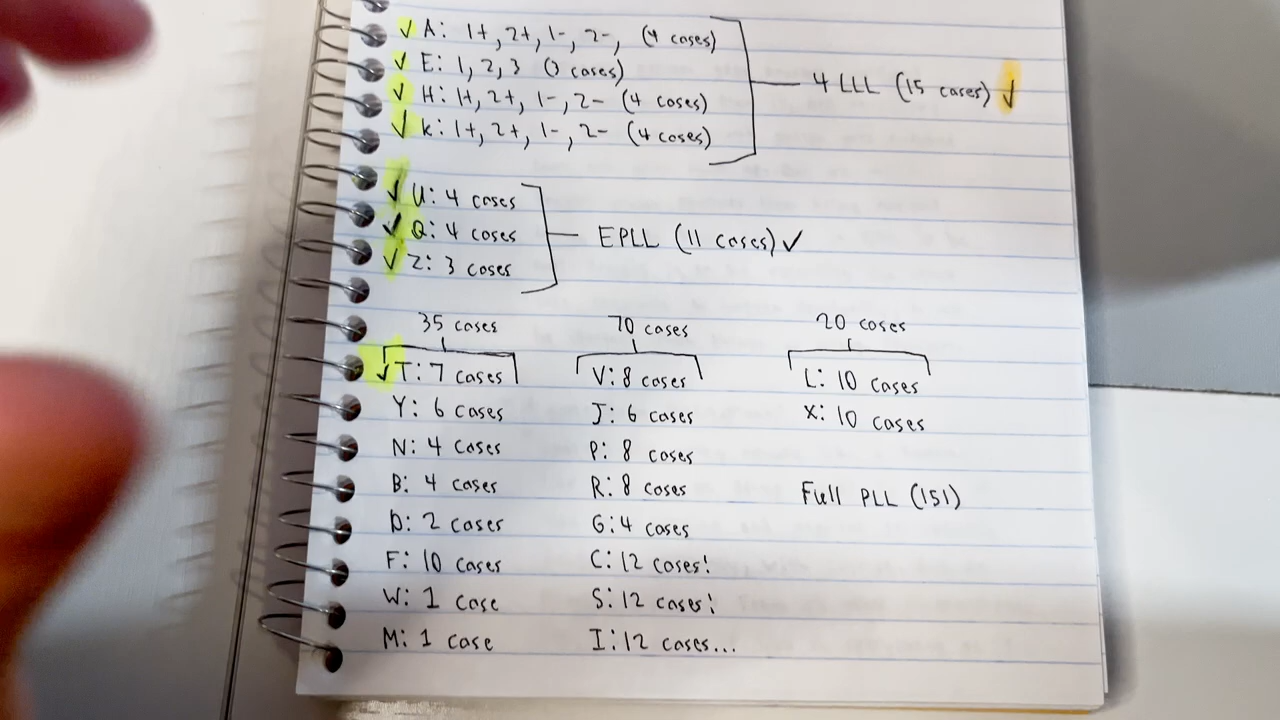 ✓ A: 1+, 2+, 1-, 2-, (4 cases)
✓ E: 1, 2, 3 (3 cases)
✓ H: 1+, 2+, 1-, 2- (4 cases)
✓ K: 1+, 2+, 1-, 2- (4 cases)
4LLL (15 cases) ✓
✓ U: 4 cases
✓ Q: 4 cases
✓ Z: 3 cases
EPLL (11 cases) ✓
35 cases
✓ T: 7 cases
Y: 6 cases
N: 4 cases
B: 4 cases
D: 2 cases
F: 10 cases
W: 1 case
M: 1 case
70 cases
V: 8 cases
J: 6 cases
P: 8 cases
R: 8 cases
G: 4 cases
C: 12 cases!
S: 12 cases!
I: 12 cases...
20 cases
L: 10 cases
X: 10 cases
Full PLL (151)